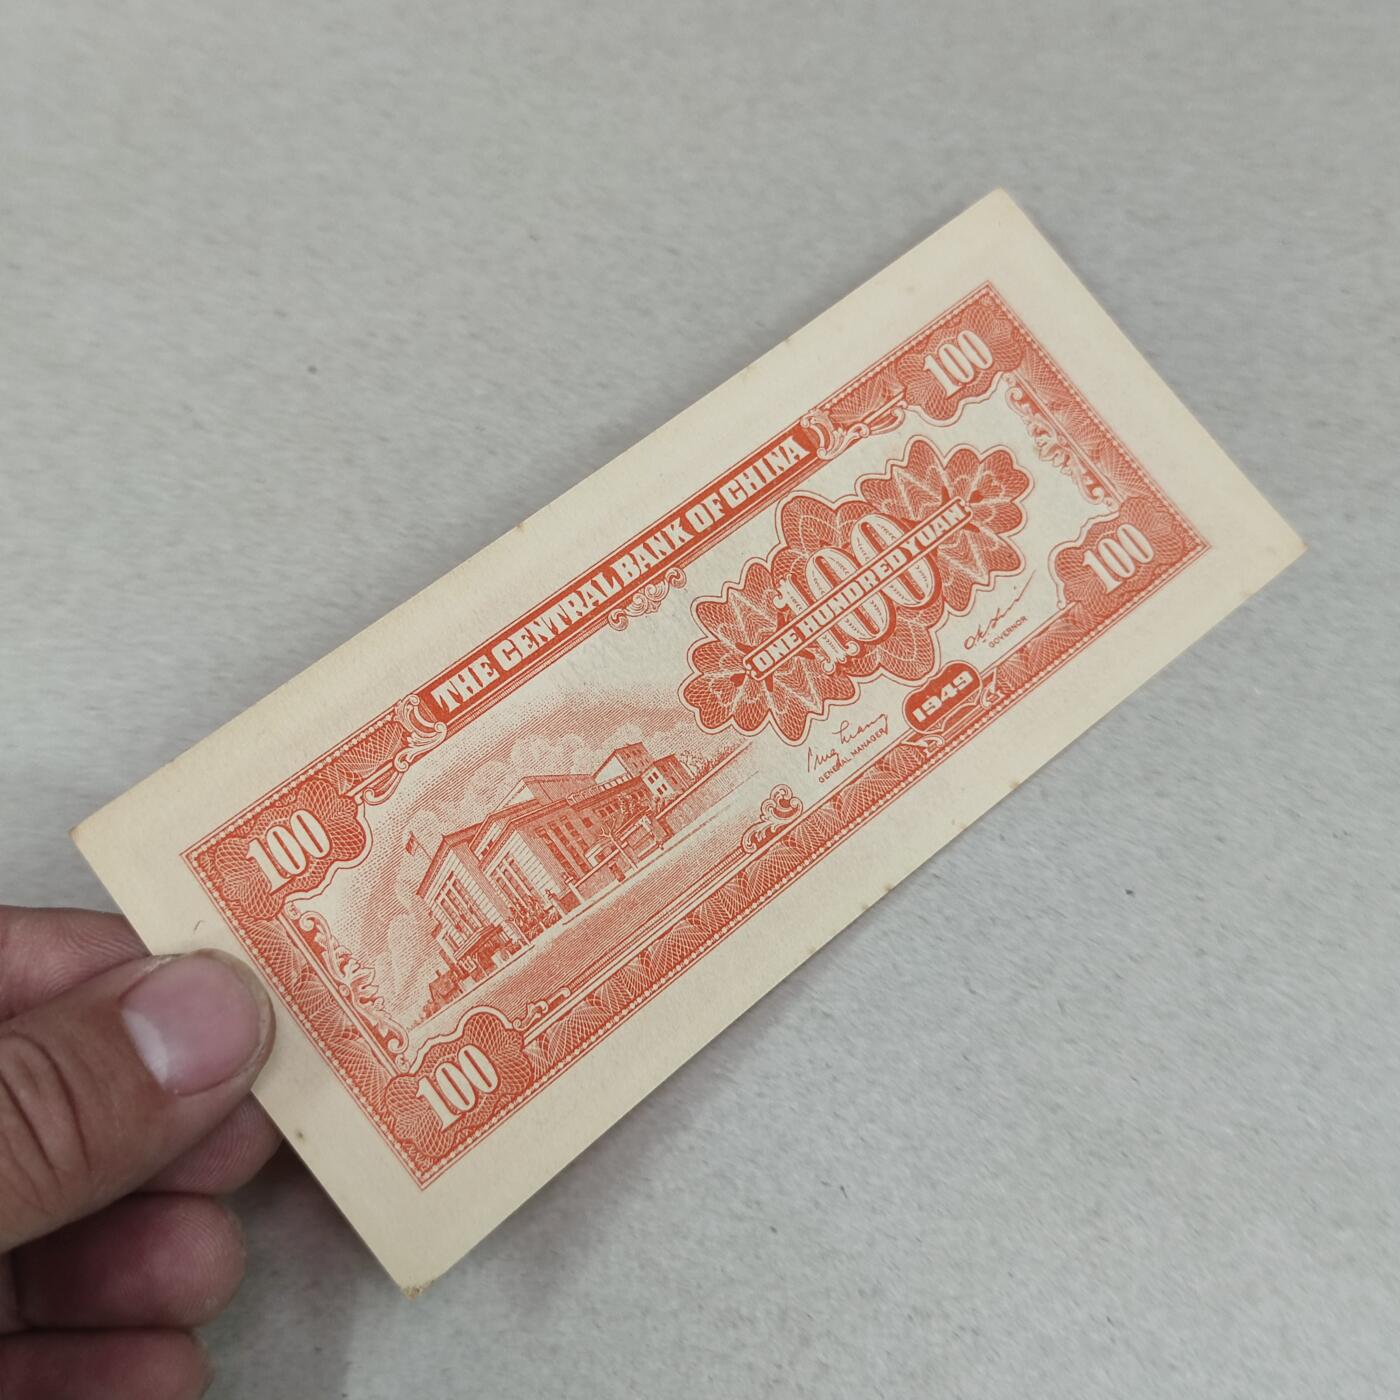 THE CENTRAL BANK OF CHINA
100
100
100
ONE HUNDRED YUAN
GENERAL MANAGER
1949
GOVERNOR
100
100